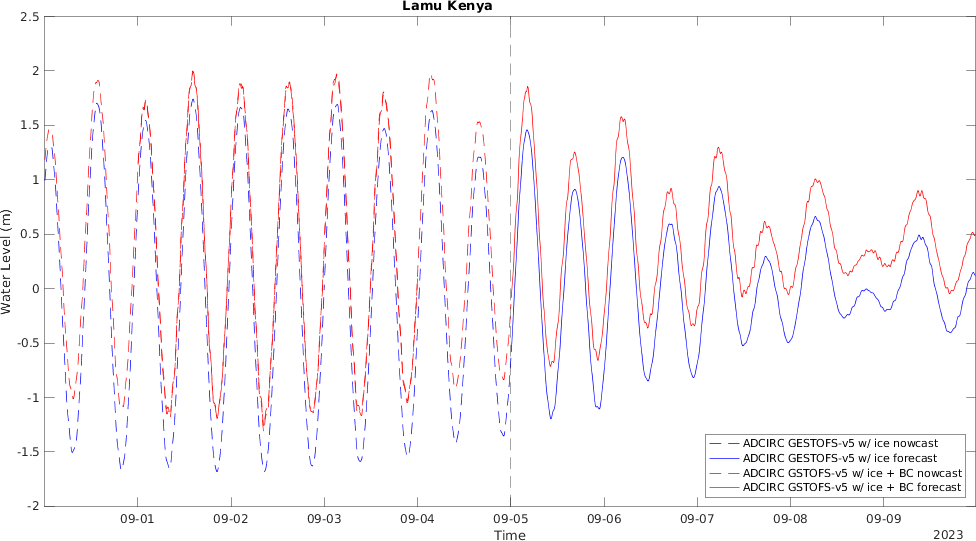 Lamu Kenya
2.5
2
1.5
1
0.5
0
-0.5
-1
-1.5
-2
Water Level (m)
ADCIRC GESTOFS-v5 w/ ice nowcast
ADCIRC GESTOFS-v5 w/ ice forecast
ADCIRC GSTOFS-v5 w/ ice + BC nowcast
ADCIRC GSTOFS-v5 w/ ice + BC forecast
09-01 09-02 09-03 09-04 09-05 09-06 09-07 09-08 09-09
Time
2023